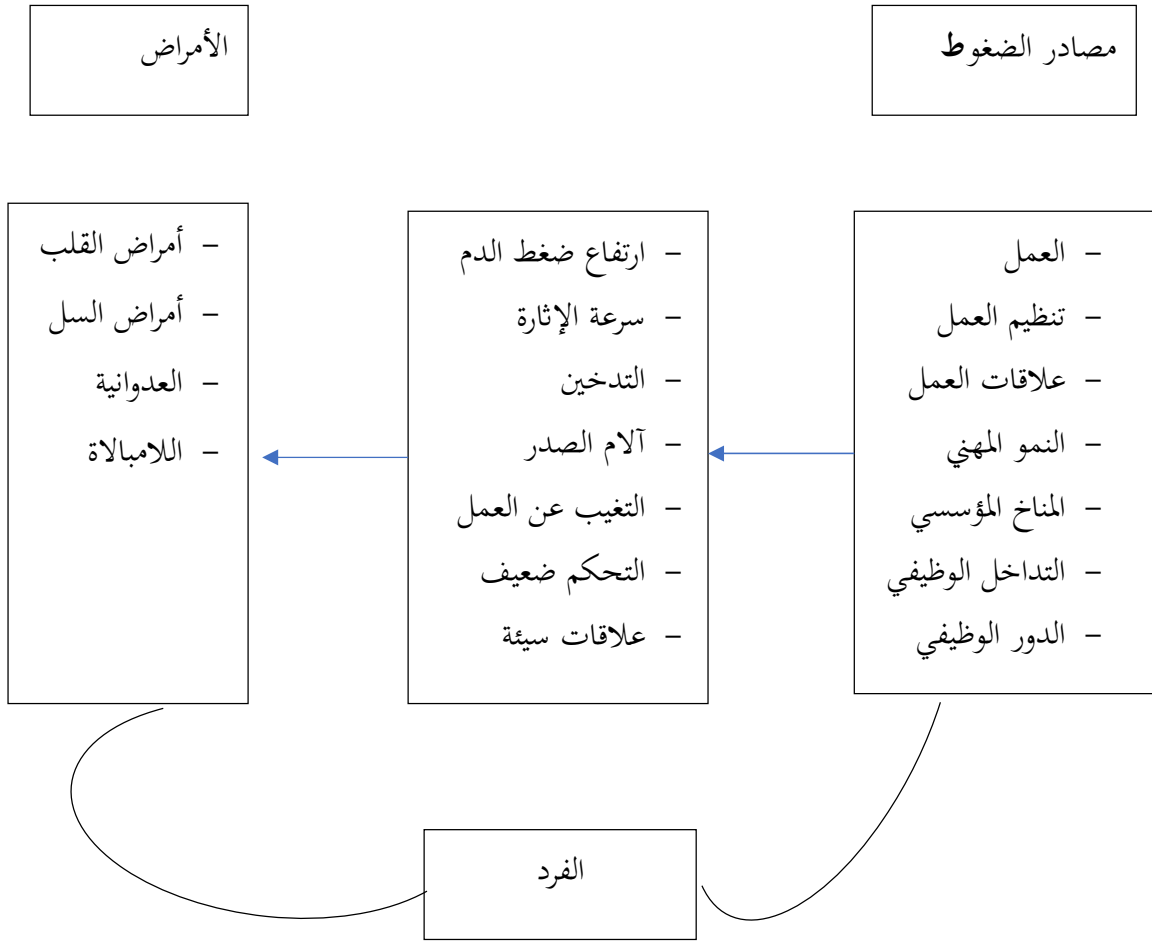 مصادر الضغوط
الأمراض
– العمل
– تنظيم العمل
– علاقات العمل
– النمو المهني
– المناخ المؤسسي
– التداخل الوظيفي
– الدور الوظيفي
– ارتفاع ضغط الدم
– سرعة الإثارة
– التدخين
– آلام الصدر
– التغيب عن العمل
– التحكم ضعيف
– علاقات سيئة
– أمراض القلب
– أمراض السل
– العدوانية
– اللامبالاة
الفرد